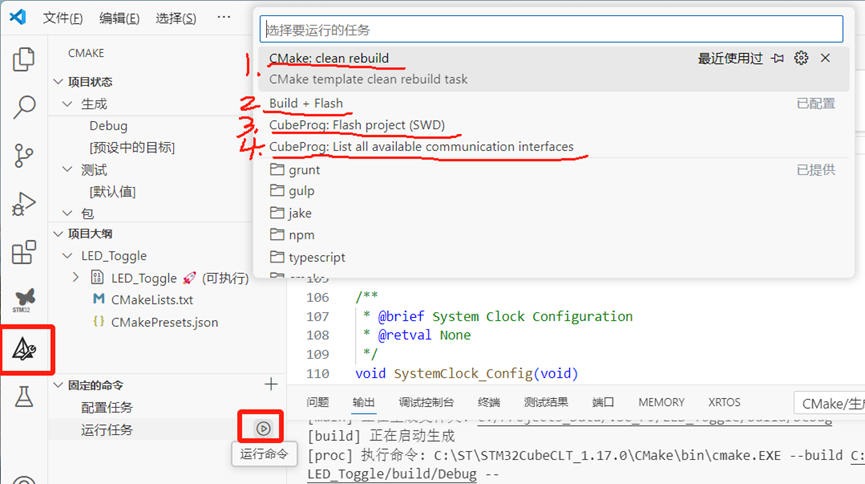 文件(F) 编辑(E) 选择(S) ···
选择要运行的任务
CMAKE
1. CMake: clean rebuild 最近使用过
CMake template clean rebuild task
2. Build + Flash 已配置
3. CubeProg: Flash project (SWD)
4. CubeProg: List all available communication interfaces
grunt 已提供
gulp
jake
npm
typescript
项目状态
生成
Debug
[预设中的目标]
测试
[默认值]
包
项目大纲
LED_Toggle
LED_Toggle 🚀 (可执行)
M CMakeLists.txt
{} CMakePresets.json
STM32
固定的命令
配置任务
运行任务
运行命令
106 /**
107 * @brief System Clock Configuration
108 * @retval None
109 */
110 void SystemClock_Config(void)
问题 输出 调试控制台 终端 测试结果 端口 MEMORY XRTOS CMake/生
[build] 正在启动生成
[proc] 执行命令: C:\ST\STM32CubeCLT_1.17.0\CMake\bin\cmake.EXE --build C:
LED_Toggle/build/Debug --